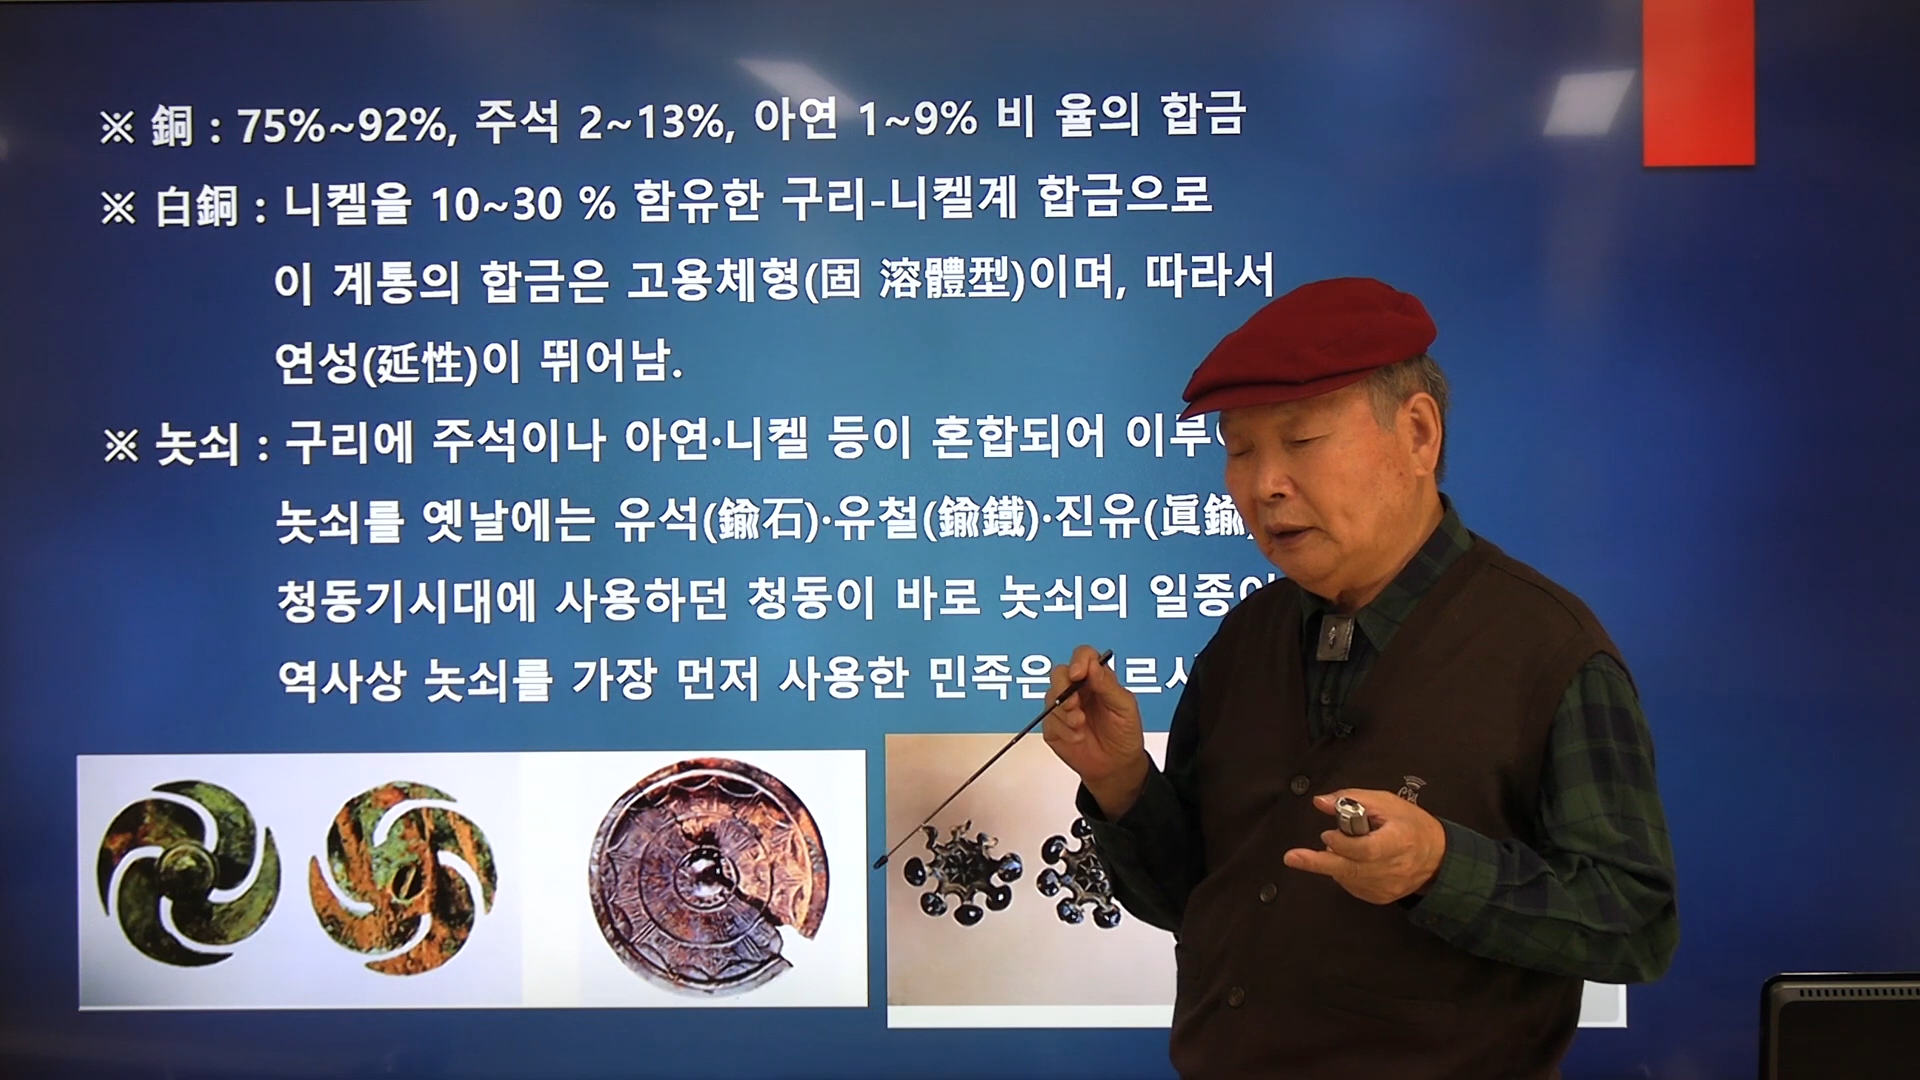 ※ 銅 : 75%~92%, 주석 2~13%, 아연 1~9% 비 율의 합금
※ 白銅 : 니켈을 10~30 % 함유한 구리-니켈계 합금으로
이 계통의 합금은 고용체형(固 溶體型)이며, 따라서
연성(延性)이 뛰어남.
※ 놋쇠 : 구리에 주석이나 아연·니켈 등이 혼합되어
놋쇠를 옛날에는 유석(鍮石)·유철(鍮鐵)·진유(眞鍮)
청동기시대에 사용하던 청동이 바로 놋쇠의
역사상 놋쇠를 가장 먼저 사용한 민족은